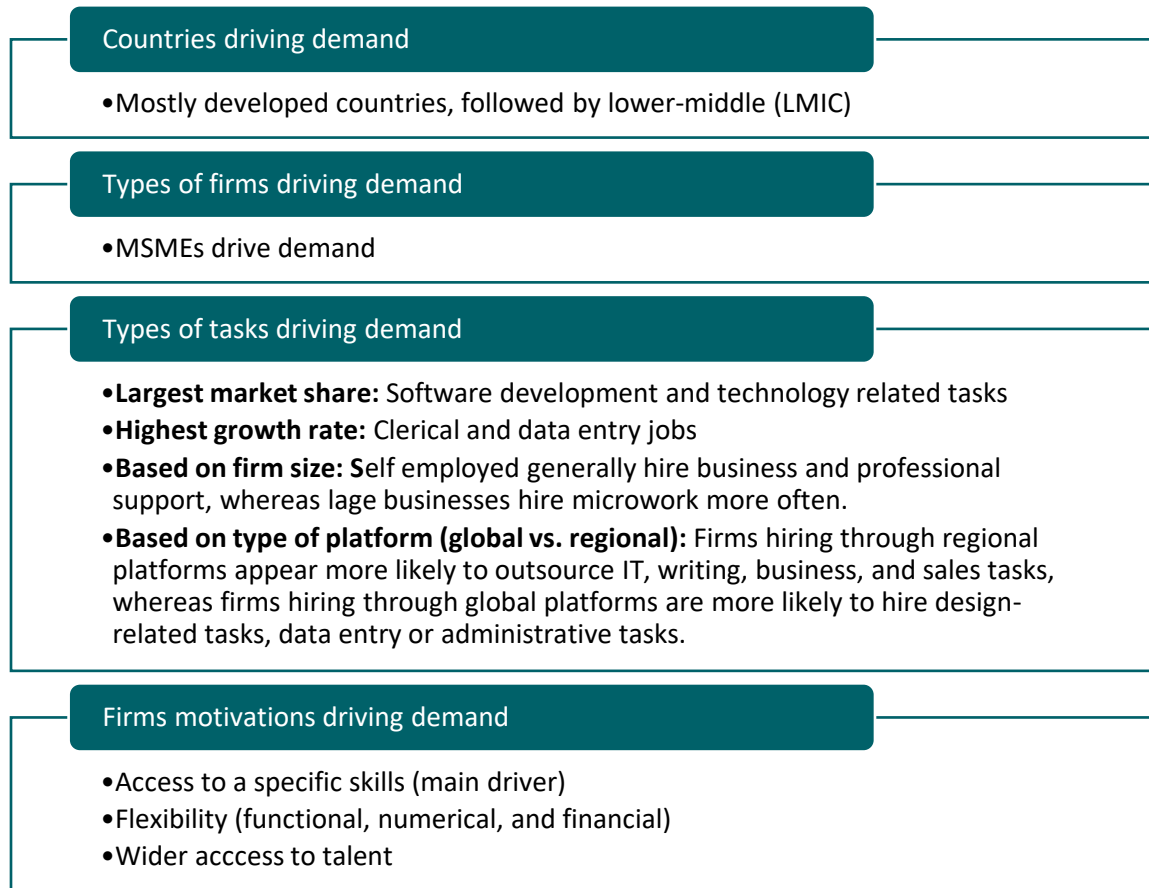 Countries driving demand
•Mostly developed countries, followed by lower-middle (LMIC)
Types of firms driving demand
•MSMEs drive demand
Types of tasks driving demand
•Largest market share: Software development and technology related tasks
•Highest growth rate: Clerical and data entry jobs
•Based on firm size: Self employed generally hire business and professional
support, whereas lage businesses hire microwork more often.
•Based on type of platform (global vs. regional): Firms hiring through regional
platforms appear more likely to outsource IT, writing, business, and sales tasks,
whereas firms hiring through global platforms are more likely to hire design-
related tasks, data entry or administrative tasks.
Firms motivations driving demand
•Access to a specific skills (main driver)
•Flexibility (functional, numerical, and financial)
•Wider acccess to talent